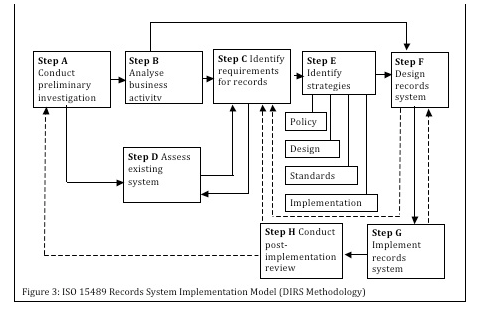 Step A
Conduct
preliminary
investigation
Step B
Analyse
business
activity
Step C Identify
requirements
for records
Step E
Identify
strategies
Step F
Design
records
system
Policy
Design
Standards
Implementation
Step D Assess
existing
system
Step H Conduct
post-
implementation
review
Step G
Implement
records
system
Figure 3: ISO 15489 Records System Implementation Model (DIRS Methodology)